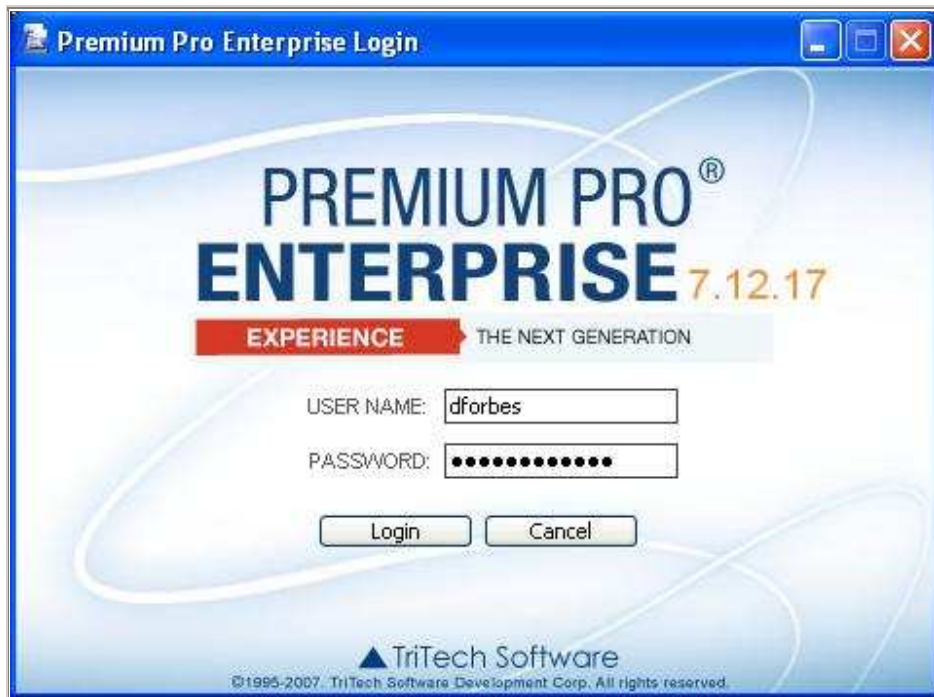 Premium Pro Enterprise Login
PREMIUM PRO®
ENTERPRISE 7.12.17
EXPERIENCE THE NEXT GENERATION
USER NAME: dforbes
PASSWORD: ●●●●●●●●●●●●
Login Cancel
TriTech Software
©1995-2007. TriTech Software Development Corp. All rights reserved.